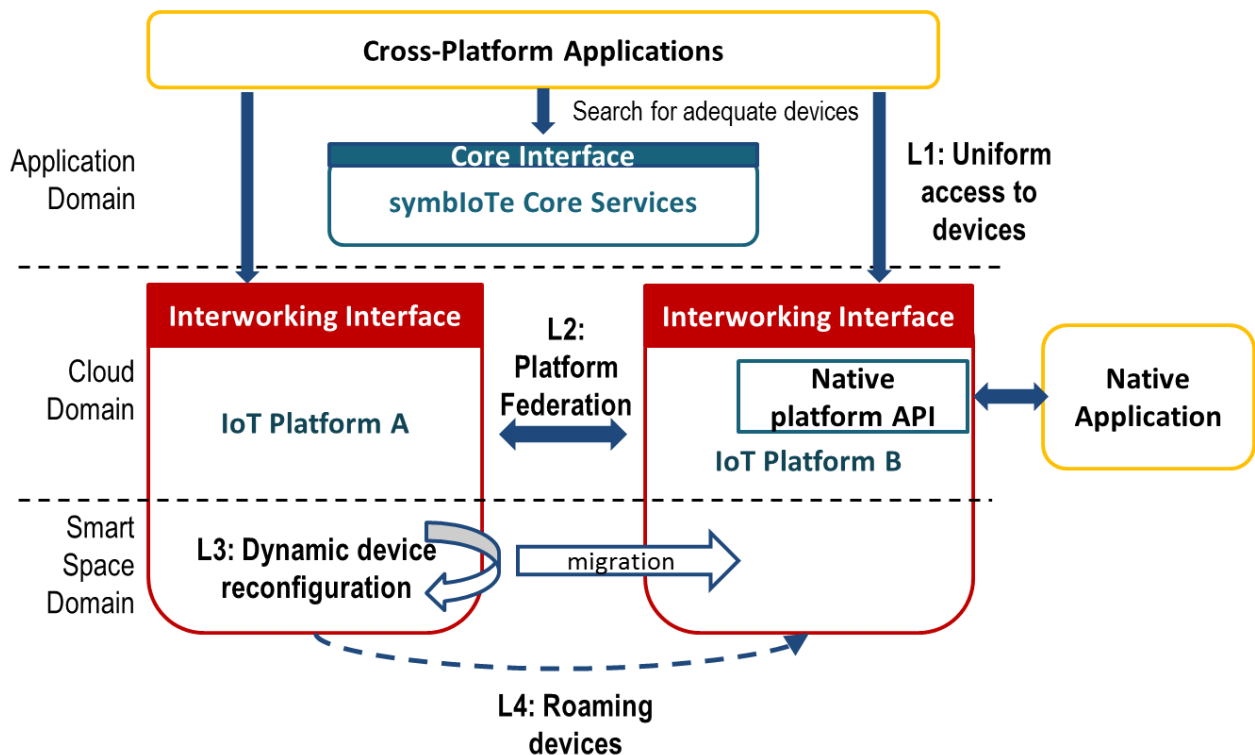 Cross-Platform Applications
Search for adequate devices
Application
Domain
Core Interface
symbIoTe Core Services
L1: Uniform
access to
devices
Interworking Interface
Interworking Interface
Cloud
Domain
IoT Platform A
L2:
Platform
Federation
Native
platform API
IoT Platform B
Native
Application
Smart
Space
Domain
L3: Dynamic device
reconfiguration
migration
L4: Roaming
devices